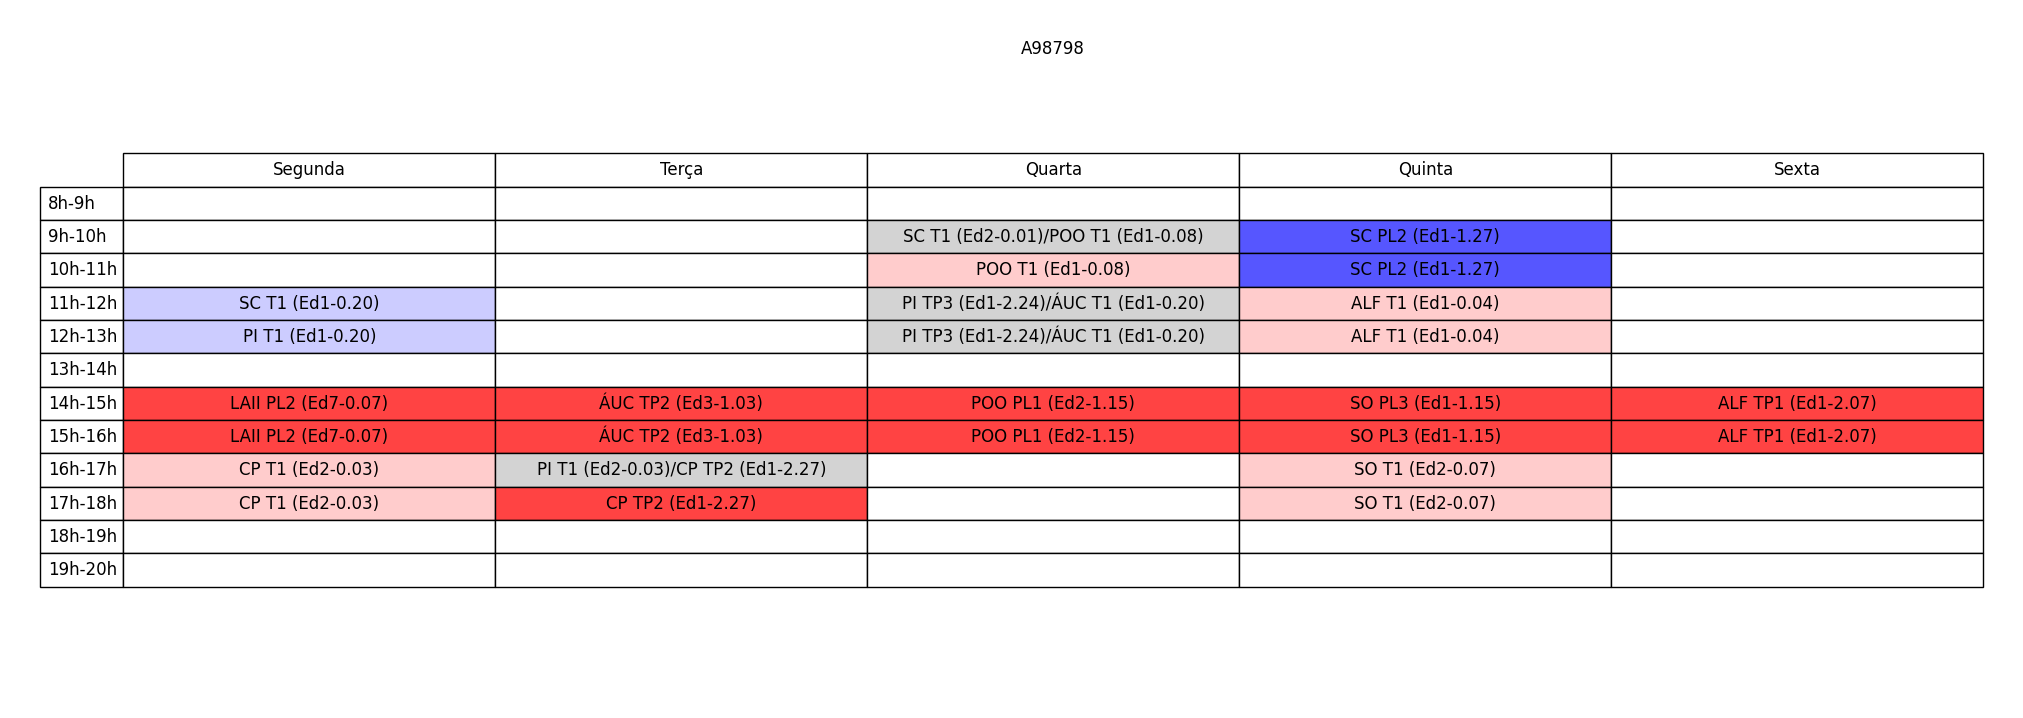 A98798
Segunda Terça Quarta Quinta Sexta
8h-9h
9h-10h SC T1 (Ed2-0.01)/POO T1 (Ed1-0.08) SC PL2 (Ed1-1.27)
10h-11h POO T1 (Ed1-0.08) SC PL2 (Ed1-1.27)
11h-12h SC T1 (Ed1-0.20) PI TP3 (Ed1-2.24)/ÁUC T1 (Ed1-0.20) ALF T1 (Ed1-0.04)
12h-13h PI T1 (Ed1-0.20) PI TP3 (Ed1-2.24)/ÁUC T1 (Ed1-0.20) ALF T1 (Ed1-0.04)
13h-14h
14h-15h LAII PL2 (Ed7-0.07) ÁUC TP2 (Ed3-1.03) POO PL1 (Ed2-1.15) SO PL3 (Ed1-1.15) ALF TP1 (Ed1-2.07)
15h-16h LAII PL2 (Ed7-0.07) ÁUC TP2 (Ed3-1.03) POO PL1 (Ed2-1.15) SO PL3 (Ed1-1.15) ALF TP1 (Ed1-2.07)
16h-17h CP T1 (Ed2-0.03) PI T1 (Ed2-0.03)/CP TP2 (Ed1-2.27) SO T1 (Ed2-0.07)
17h-18h CP T1 (Ed2-0.03) CP TP2 (Ed1-2.27) SO T1 (Ed2-0.07)
18h-19h
19h-20h